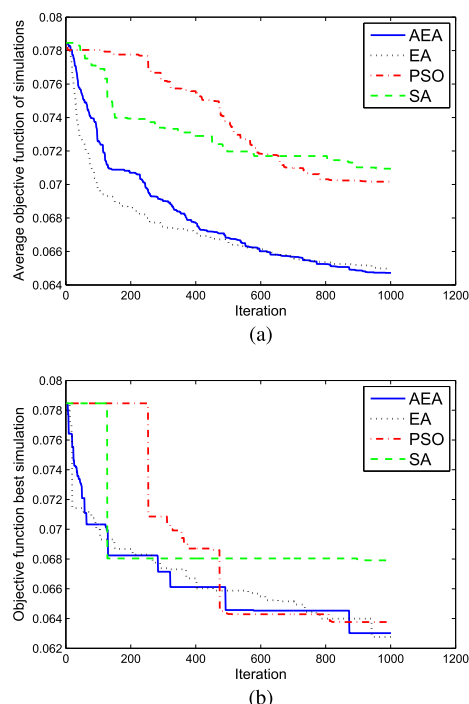 0.08
0.078
0.076
0.074
0.072
0.07
0.068
0.066
0.064
Average objective function of simulations
AEA
EA
PSO
SA
0 200 400 600 800 1000 1200
Iteration
(a)
0.08
0.078
0.076
0.074
0.072
0.07
0.068
0.066
0.064
0.062
Objective function best simulation
AEA
EA
PSO
SA
0 200 400 600 800 1000 1200
Iteration
(b)